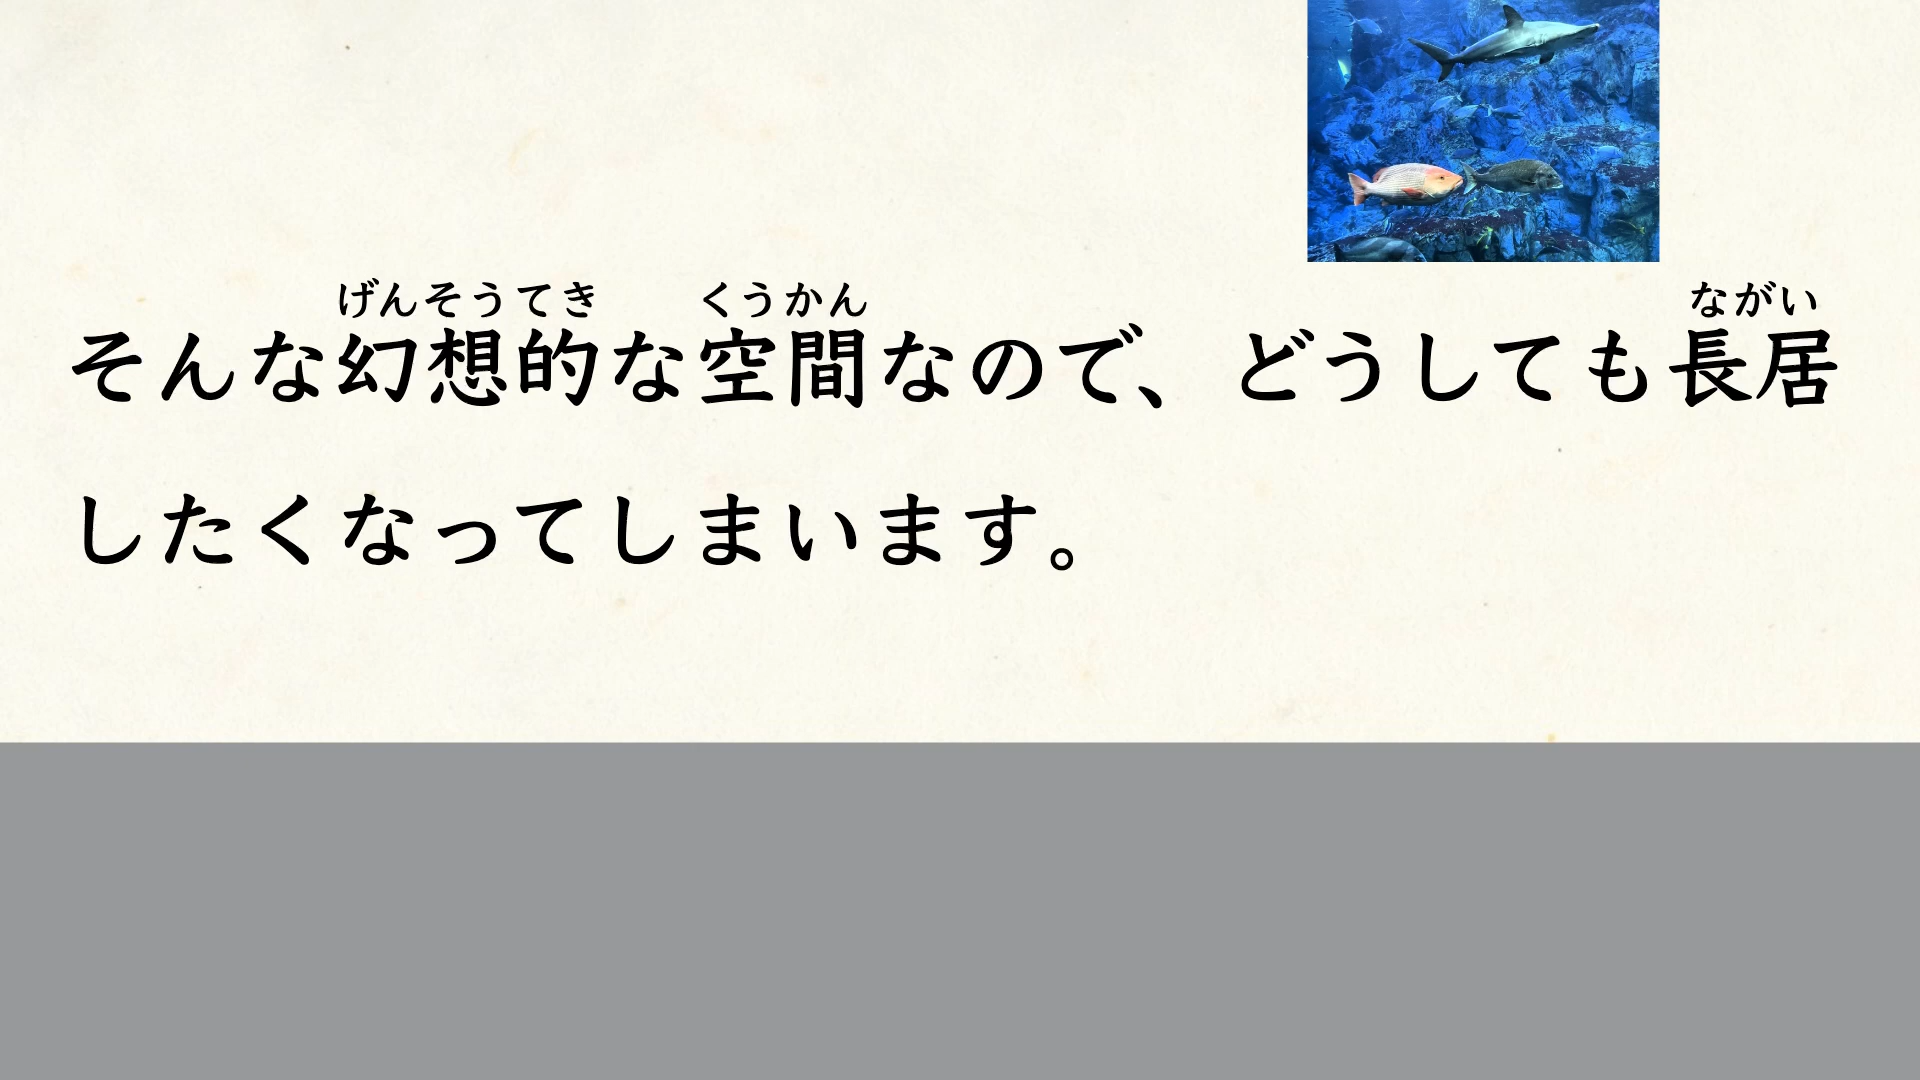 げんそうてき くうかん ながい
そんな幻想的な空間なので、どうしても長居
したくなってしまいます。